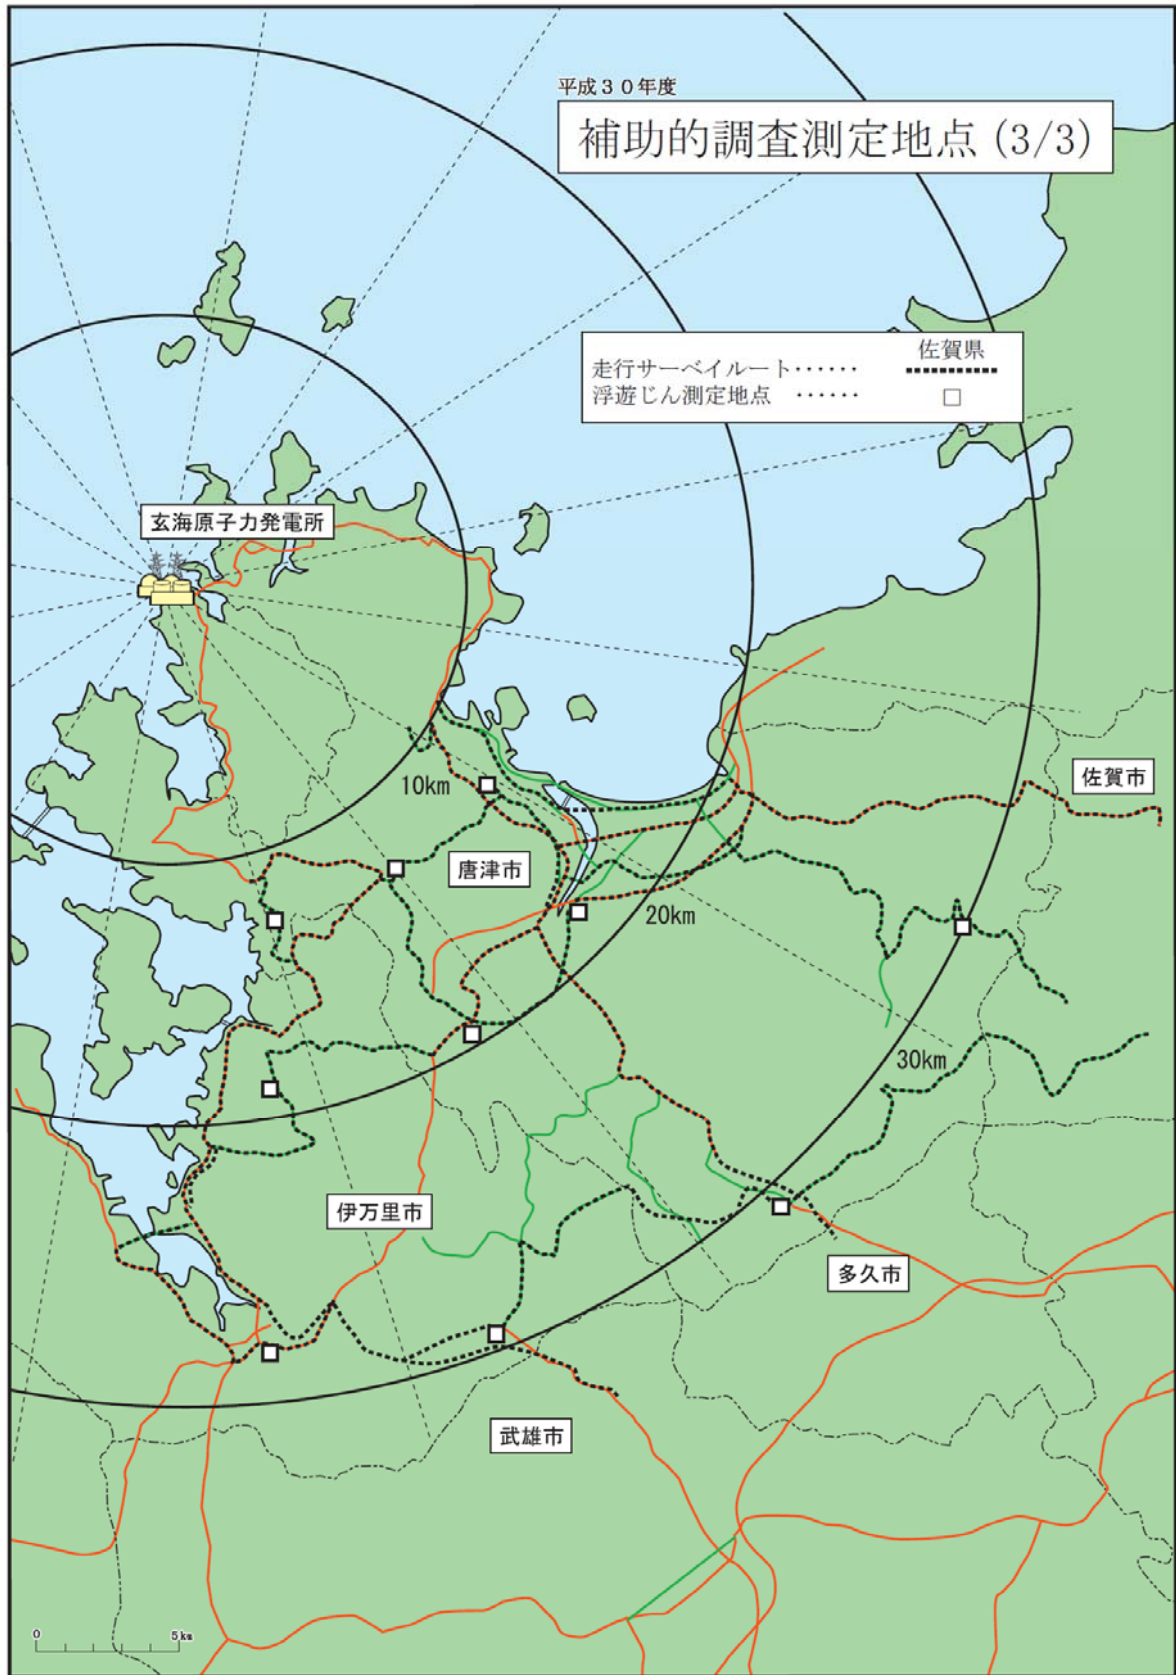 平成３０年度
補助的調査測定地点 (3/3)
佐賀県
走行サーベイルート‥‥‥
浮遊じん測定地点 ‥‥‥ □
玄海原子力発電所
10km
佐賀市
唐津市
20km
30km
伊万里市
多久市
武雄市
0 5km